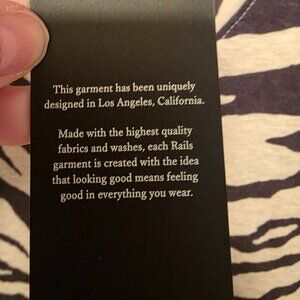 This garment has been uniquely
designed in Los Angeles, California.
Made with the highest quality
fabrics and washes, each Rails
garment is created with the idea
that looking good means feeling
good in everything you wear.